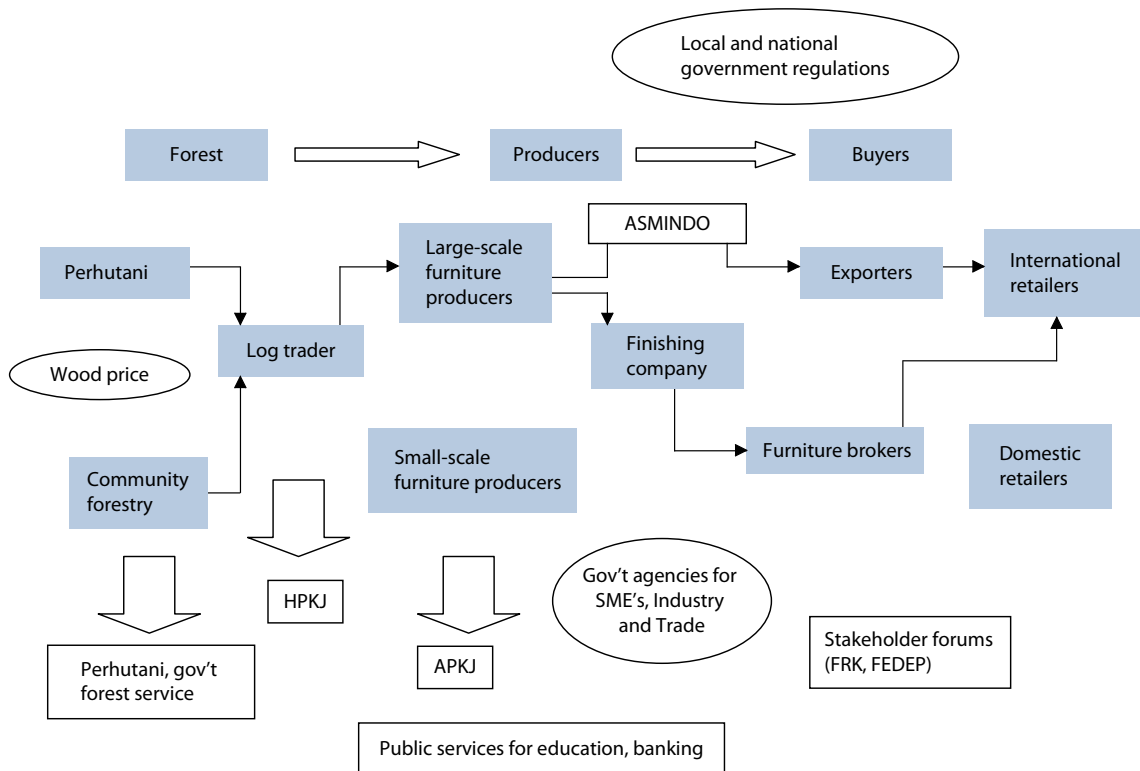 Local and national
government regulations
Forest
Producers
Buyers
ASMINDO
Perhutani
Large-scale
furniture
producers
Exporters
International
retailers
Log trader
Finishing
company
Wood price
Furniture brokers
Community
forestry
Small-scale
furniture producers
Domestic
retailers
HPKJ
Gov't agencies for
SME's, Industry
and Trade
Perhutani, gov't
forest service
APKJ
Stakeholder forums
(FRK, FEDEP)
Public services for education, banking